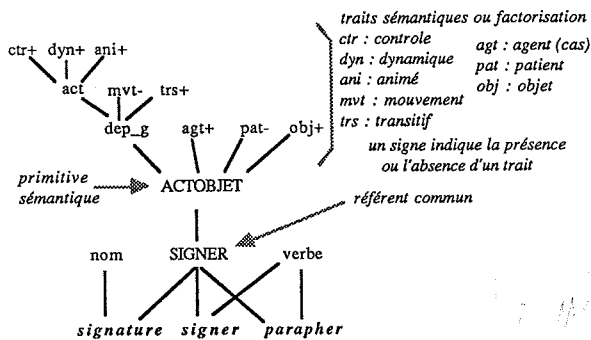 traits sémantiques ou factorisation
ctr : controle
dyn : dynamique
ani : animé
mvt : mouvement
trs : transitif
agt : agent (cas)
pat : patient
obj : objet
un signe indique la présence
ou l'absence d'un trait
ctr+ dyn+ ani+
act mvt- trs+
dep_g agt+ pat- obj+
primitive
sémantique
ACTOBJET
référent commun
nom SIGNER verbe
signature signer parapher